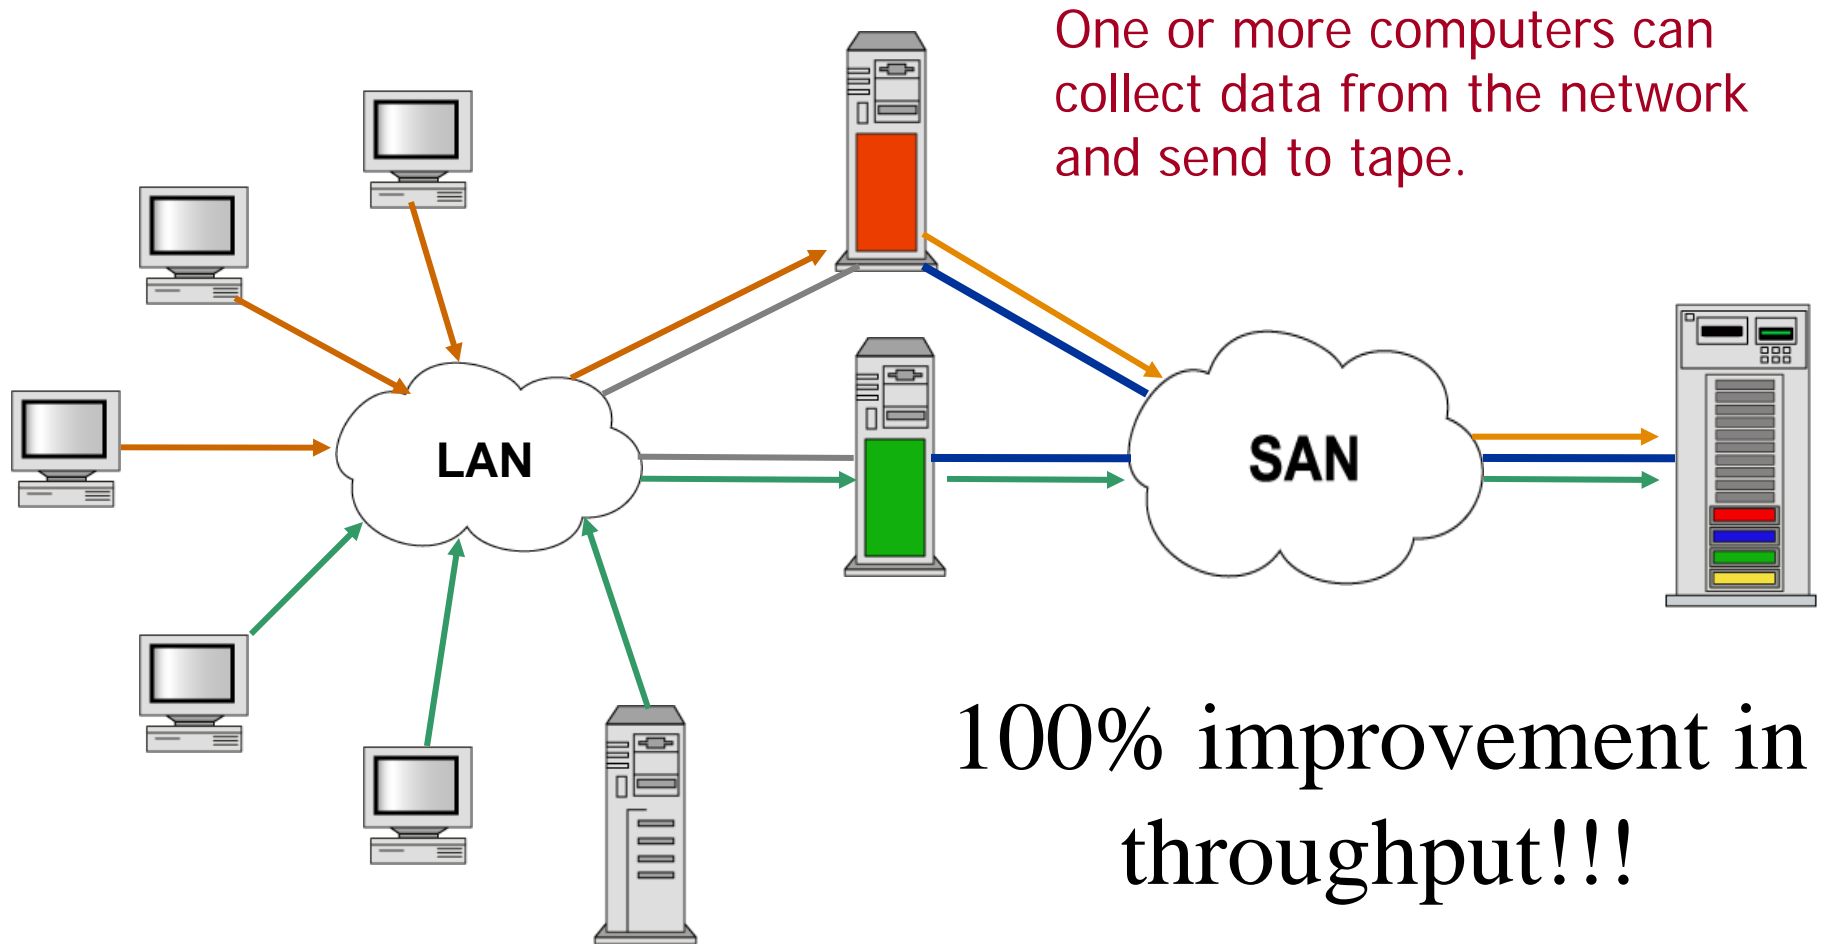 One or more computers can
collect data from the network
and send to tape.
LAN
SAN
100% improvement in
throughput!!!